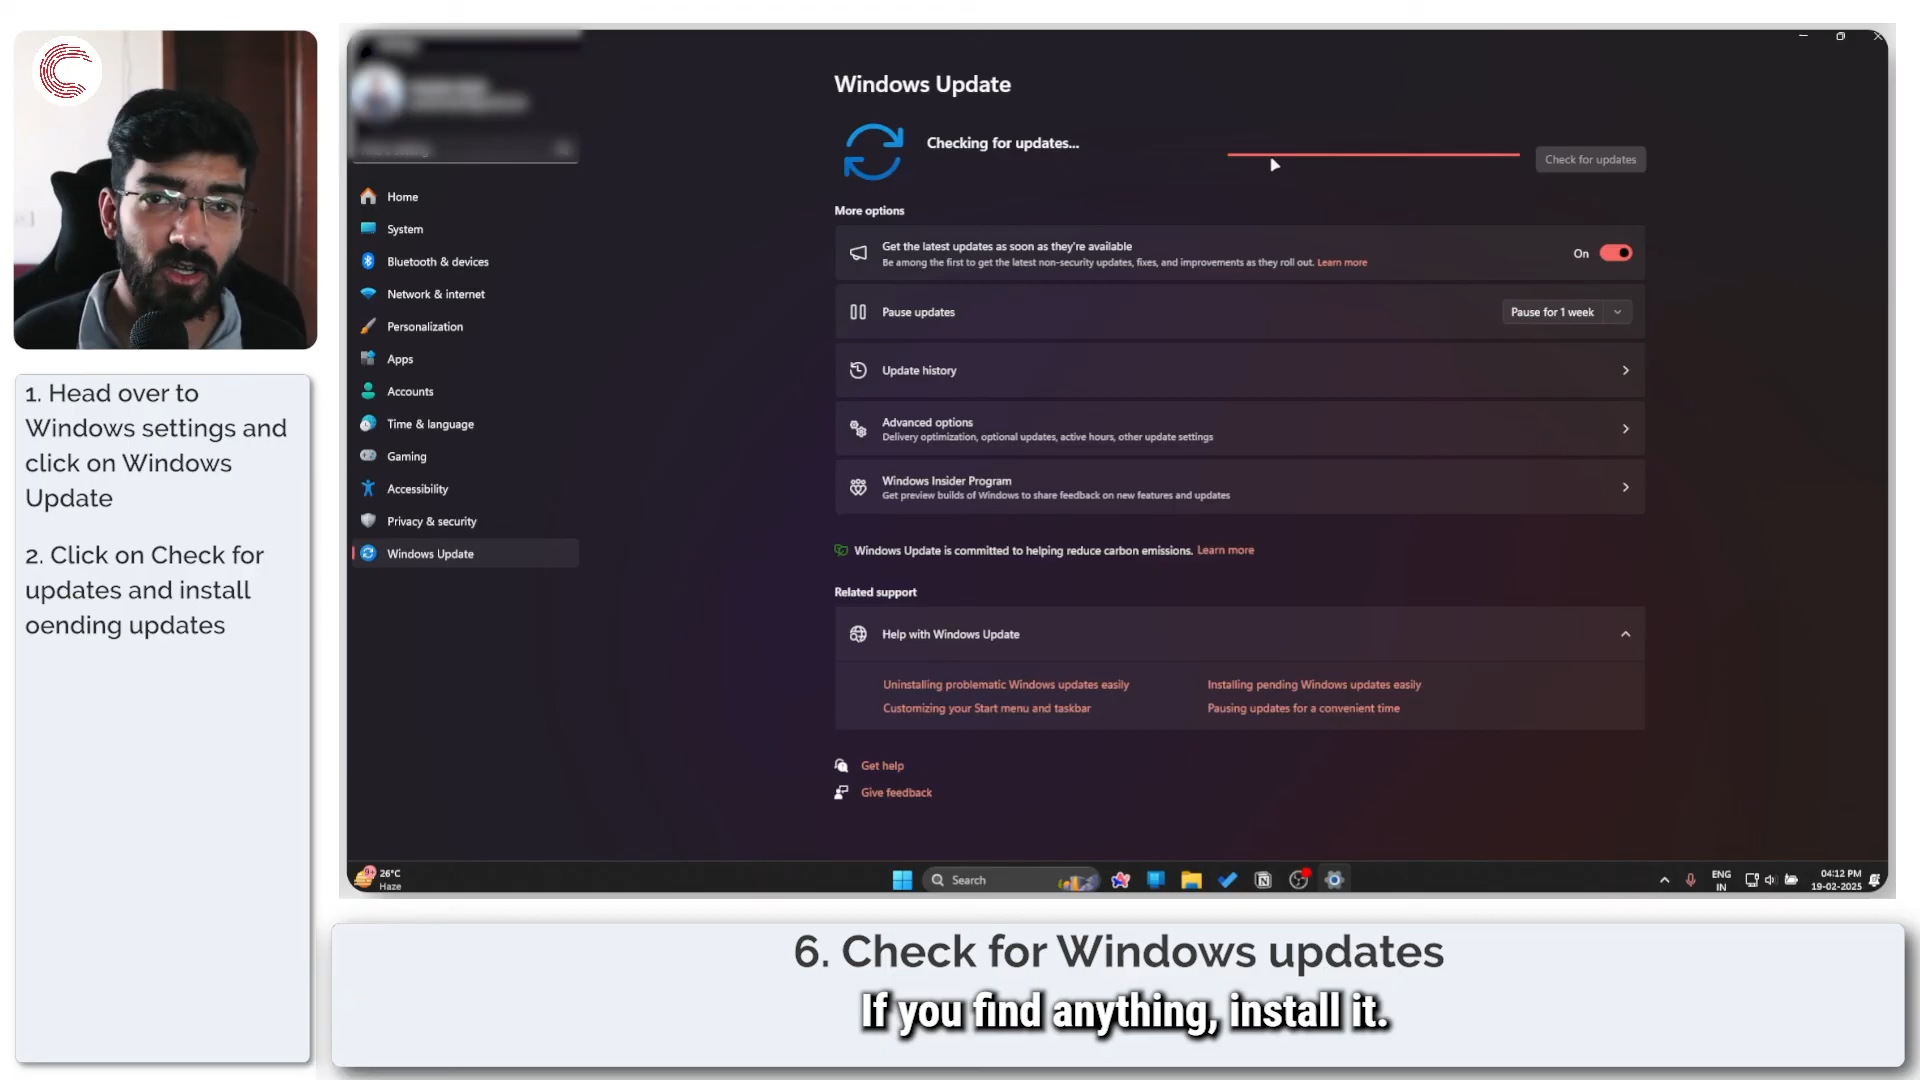 1. Head over to
Windows settings and
click on Windows
Update
2. Click on Check for
updates and install
oending updates
Home
System
Bluetooth & devices
Network & internet
Personalization
Apps
Accounts
Time & language
Gaming
Accessibility
Privacy & security
Windows Update
Windows Update
Checking for updates...
Check for updates
More options
Get the latest updates as soon as they're available
Be among the first to get the latest non-security updates, fixes, and improvements as they roll out. Learn more
On
Pause updates
Pause for 1 week
Update history
Advanced options
Delivery optimization, optional updates, active hours, other update settings
Windows Insider Program
Get preview builds of Windows to share feedback on new features and updates
Windows Update is committed to helping reduce carbon emissions. Learn more
Related support
Help with Windows Update
Uninstalling problematic Windows updates easily
Installing pending Windows updates easily
Customizing your Start menu and taskbar
Pausing updates for a convenient time
Get help
Give feedback
9+
26°C
Haze
Search
ENG
IN
04:12 PM
19-02-2025
6. Check for Windows updates
If you find anything, install it.